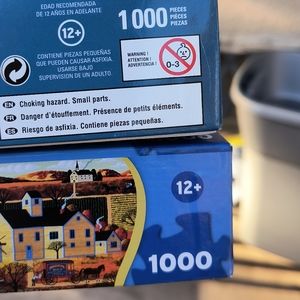 EDAD RECOMENDADA
DE 12 AÑOS EN ADELANTE
12+
1000 PIECES
PIÈCES
PIEZAS
CONTIENE PIEZAS PEQUEÑAS
QUE PUEDEN CAUSAR ASFIXIA.
USARSE BAJO
SUPERVISION DE UN ADULTO.
WARNING !
ATTENTION !
ADVERTENCIA !
0-3
EN Choking hazard. Small parts.
FR Danger d'étouffement. Présence de petits éléments.
ES Riesgo de asfixia. Contiene piezas pequeñas.
12+
1000